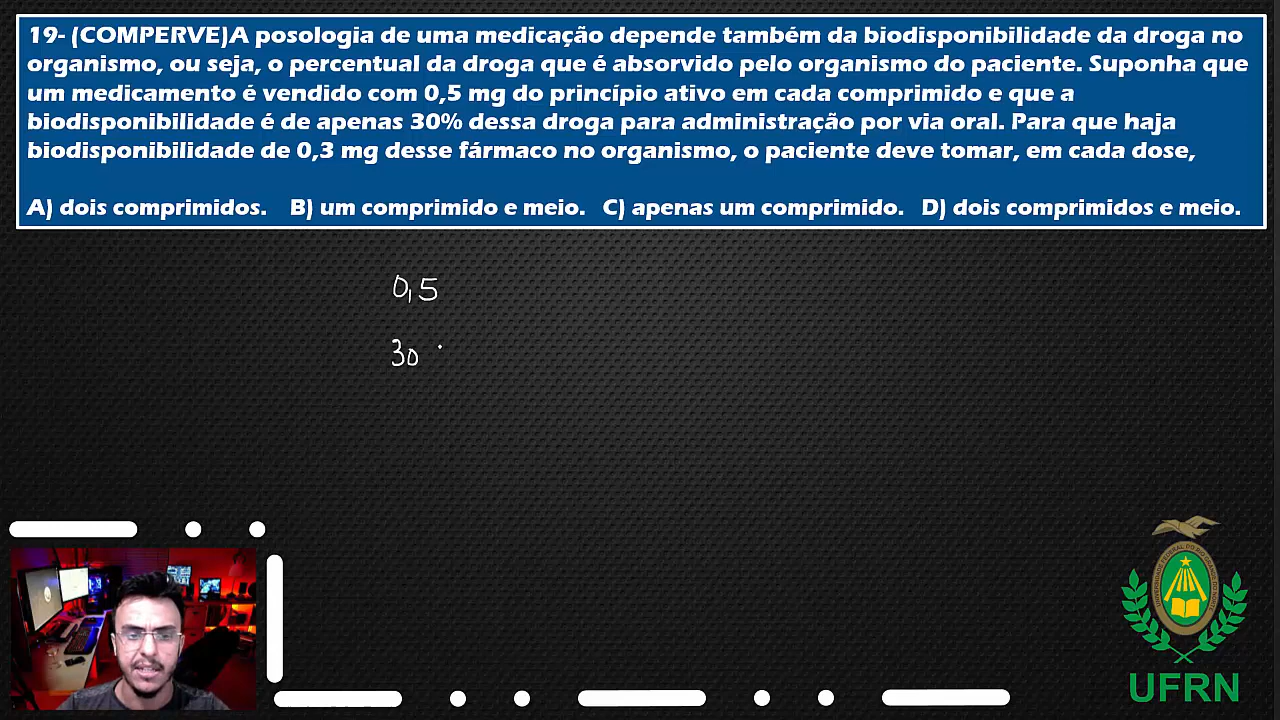 19- (COMPERVE)A posologia de uma medicação depende também da biodisponibilidade da droga no
organismo, ou seja, o percentual da droga que é absorvido pelo organismo do paciente. Suponha que
um medicamento é vendido com 0,5 mg do princípio ativo em cada comprimido e que a
biodisponibilidade é de apenas 30% dessa droga para administração por via oral. Para que haja
biodisponibilidade de 0,3 mg desse fármaco no organismo, o paciente deve tomar, em cada dose,
A) dois comprimidos. B) um comprimido e meio. C) apenas um comprimido. D) dois comprimidos e meio.
0,5
30
UFRN